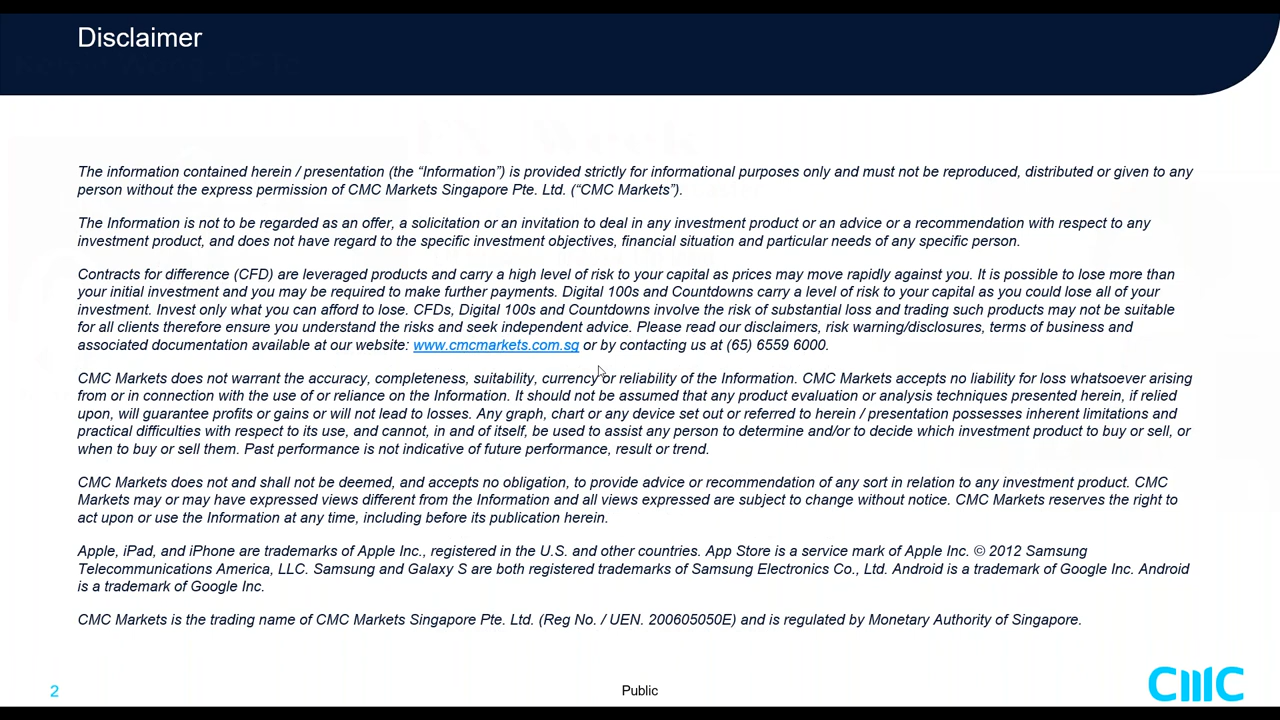 Disclaimer
The information contained herein / presentation (the “Information”) is provided strictly for informational purposes only and must not be reproduced, distributed or given to any
person without the express permission of CMC Markets Singapore Pte. Ltd. (“CMC Markets”).
The Information is not to be regarded as an offer, a solicitation or an invitation to deal in any investment product or an advice or a recommendation with respect to any
investment product, and does not have regard to the specific investment objectives, financial situation and particular needs of any specific person.
Contracts for difference (CFD) are leveraged products and carry a high level of risk to your capital as prices may move rapidly against you. It is possible to lose more than
your initial investment and you may be required to make further payments. Digital 100s and Countdowns carry a level of risk to your capital as you could lose all of your
investment. Invest only what you can afford to lose. CFDs, Digital 100s and Countdowns involve the risk of substantial loss and trading such products may not be suitable
for all clients therefore ensure you understand the risks and seek independent advice. Please read our disclaimers, risk warning/disclosures, terms of business and
associated documentation available at our website: www.cmcmarkets.com.sg or by contacting us at (65) 6559 6000.
CMC Markets does not warrant the accuracy, completeness, suitability, currency or reliability of the Information. CMC Markets accepts no liability for loss whatsoever arising
from or in connection with the use of or reliance on the Information. It should not be assumed that any product evaluation or analysis techniques presented herein, if relied
upon, will guarantee profits or gains or will not lead to losses. Any graph, chart or any device set out or referred to herein / presentation possesses inherent limitations and
practical difficulties with respect to its use, and cannot, in and of itself, be used to assist any person to determine and/or to decide which investment product to buy or sell, or
when to buy or sell them. Past performance is not indicative of future performance, result or trend.
CMC Markets does not and shall not be deemed, and accepts no obligation, to provide advice or recommendation of any sort in relation to any investment product. CMC
Markets may or may have expressed views different from the Information and all views expressed are subject to change without notice. CMC Markets reserves the right to
act upon or use the Information at any time, including before its publication herein.
Apple, iPad, and iPhone are trademarks of Apple Inc., registered in the U.S. and other countries. App Store is a service mark of Apple Inc. © 2012 Samsung
Telecommunications America, LLC. Samsung and Galaxy S are both registered trademarks of Samsung Electronics Co., Ltd. Android is a trademark of Google Inc. Android
is a trademark of Google Inc.
CMC Markets is the trading name of CMC Markets Singapore Pte. Ltd. (Reg No. / UEN. 200605050E) and is regulated by Monetary Authority of Singapore.
2
Public
CMC